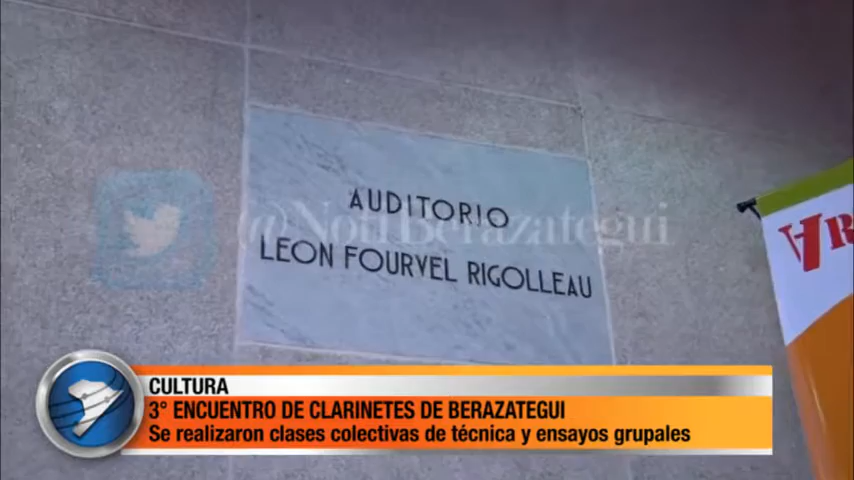 AUDITORIO
@NotiBerazategui
LEON FOURVEL RIGOLLEAU
AR
CULTURA
3° ENCUENTRO DE CLARINETES DE BERAZATEGUI
Se realizaron clases colectivas de técnica y ensayos grupales